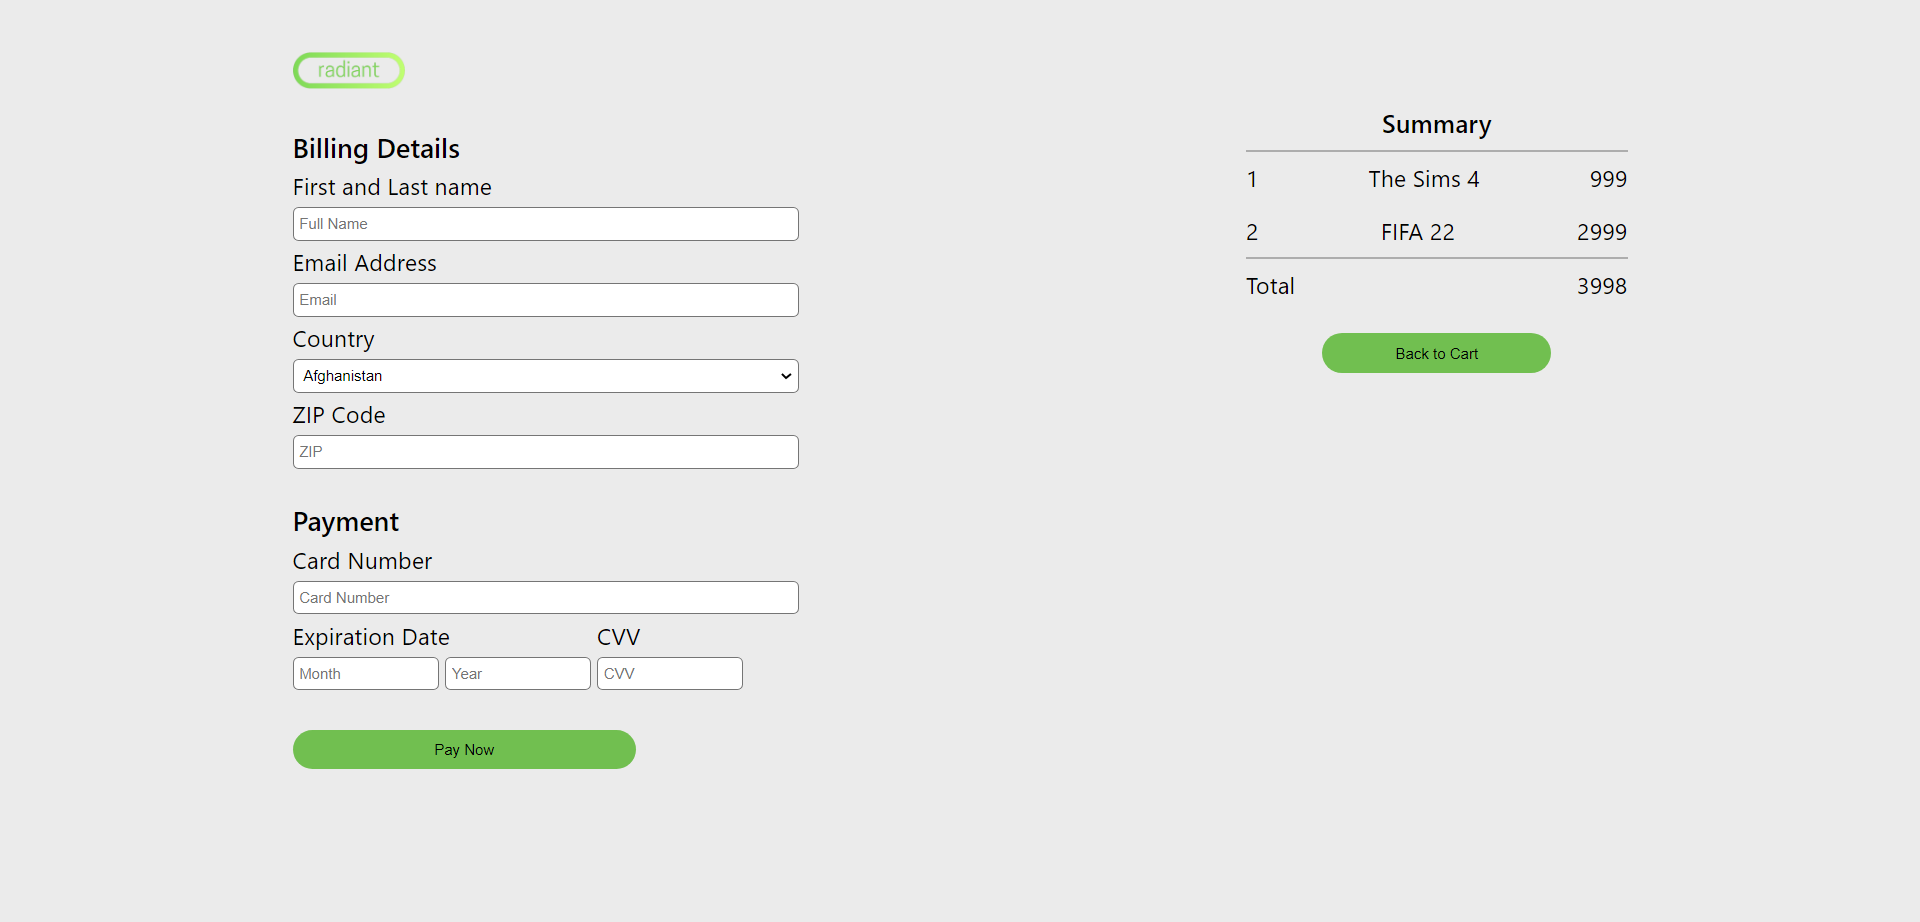 radiant
Billing Details
First and Last name
Full Name
Email Address
Email
Country
Afghanistan
ZIP Code
ZIP
Payment
Card Number
Card Number
Expiration Date CVV
Month Year CVV
Pay Now
Summary
1 The Sims 4 999
2 FIFA 22 2999
Total 3998
Back to Cart